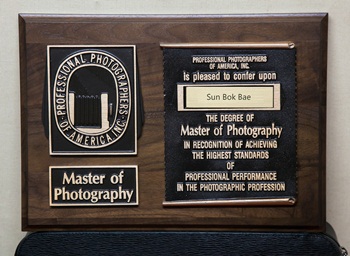 PROFESSIONAL PHOTOGRAPHERS
OF AMERICA, INC.
Master of
Photography
PROFESSIONAL PHOTOGRAPHERS
OF AMERICA, INC.
is pleased to confer upon
Sun Bok Bae
THE DEGREE OF
Master of Photography
IN RECOGNITION OF ACHIEVING
THE HIGHEST STANDARDS
OF
PROFESSIONAL PERFORMANCE
IN THE PHOTOGRAPHIC PROFESSION